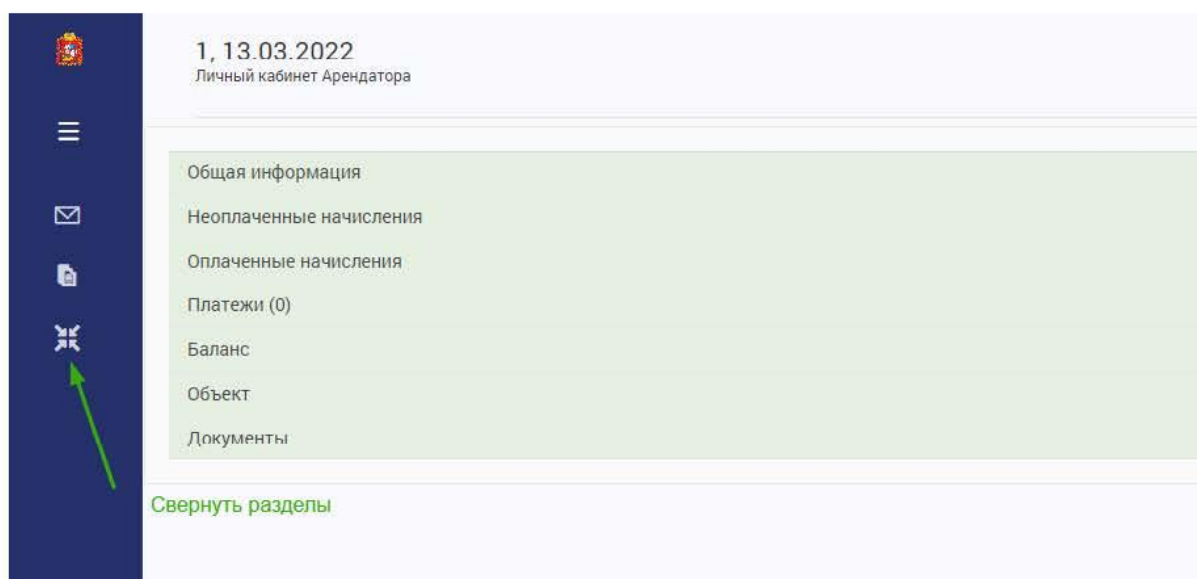 1, 13.03.2022
Личный кабинет Арендатора
Общая информация
Неоплаченные начисления
Оплаченные начисления
Платежи (0)
Баланс
Объект
Документы
Свернуть разделы